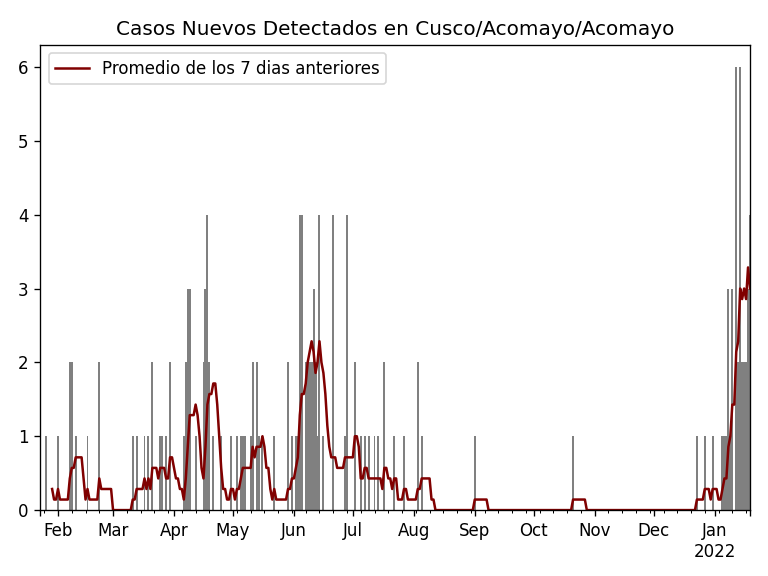 Casos Nuevos Detectados en Cusco/Acomayo/Acomayo
Promedio de los 7 dias anteriores
6
5
4
3
2
1
0
Feb Mar Apr May Jun Jul Aug Sep Oct Nov Dec Jan
2022